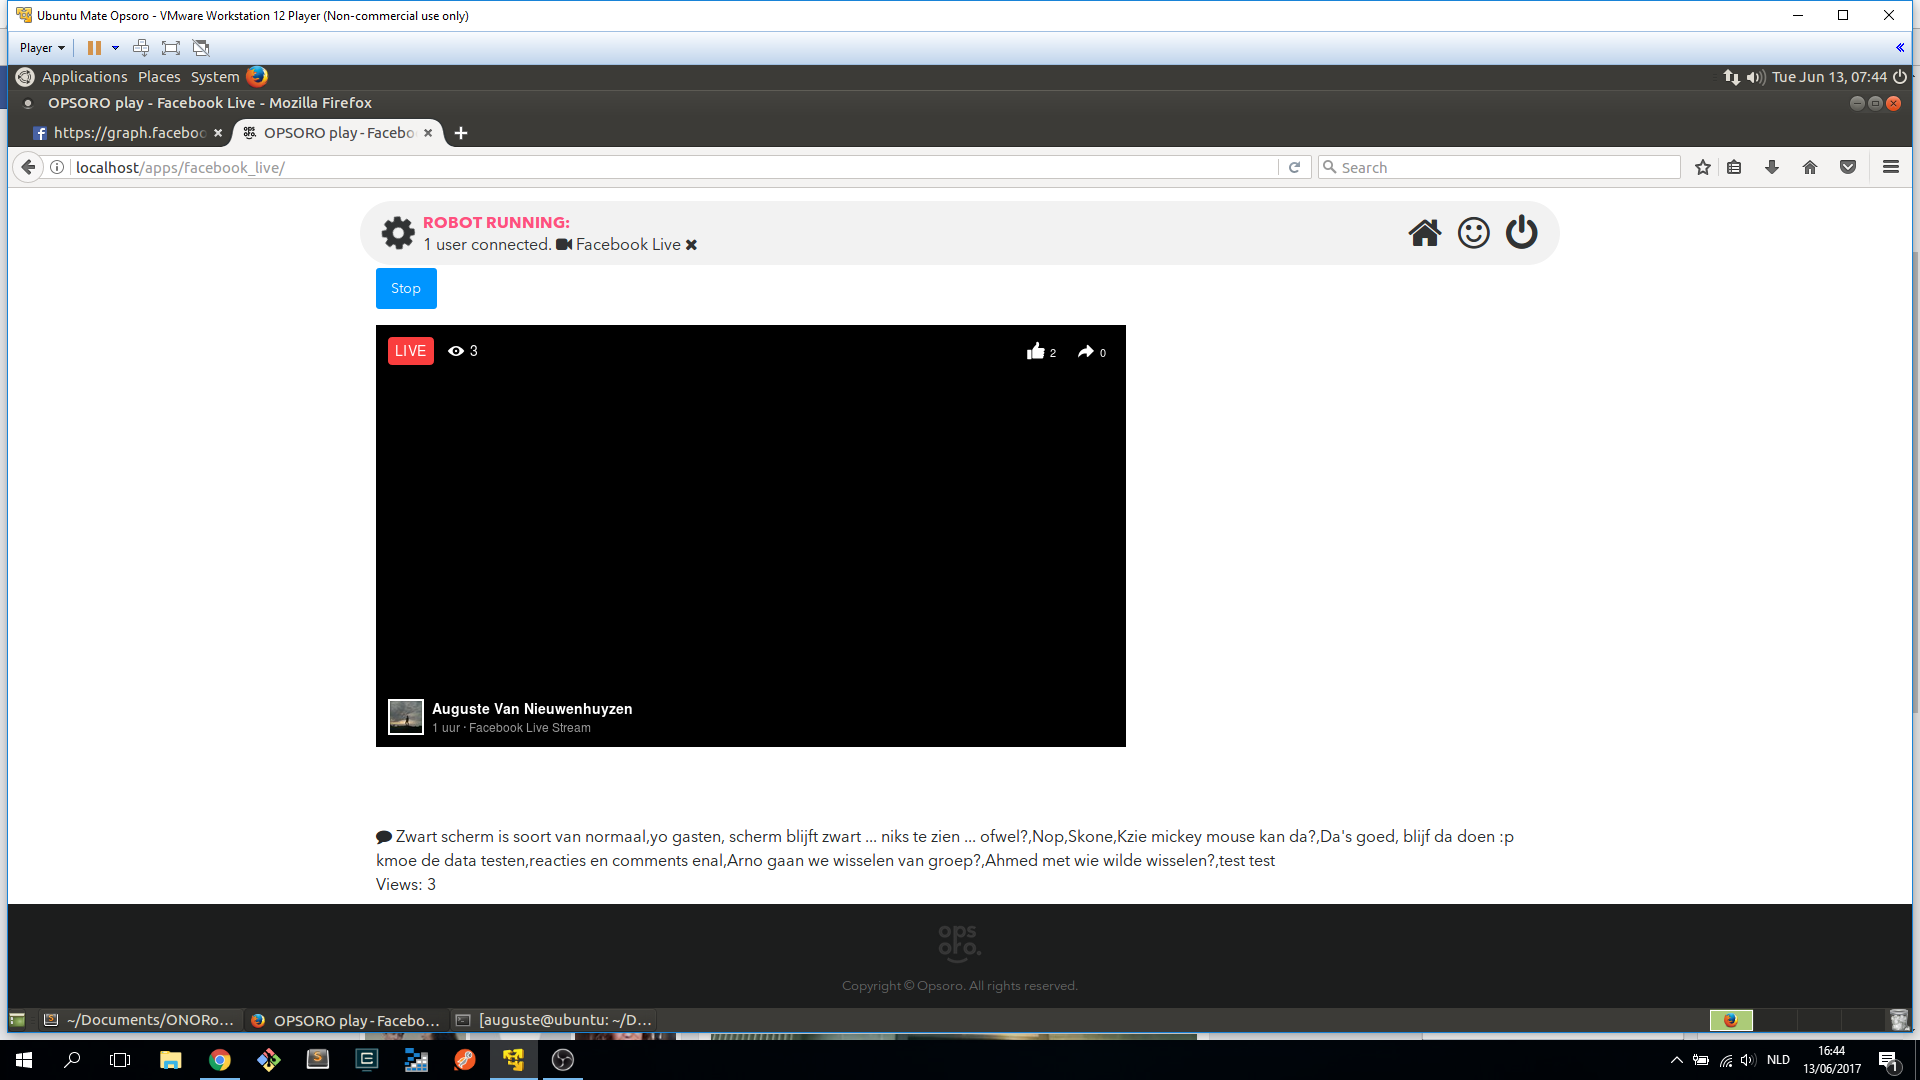 Ubuntu Mate Opsoro - VMware Workstation 12 Player (Non-commercial use only)
Player
Applications Places System
Tue Jun 13, 07:44
OPSORO play - Facebook Live - Mozilla Firefox
https://graph.faceboo
OPSORO play - Facebo
localhost/apps/facebook_live/
Search
ROBOT RUNNING:
1 user connected. Facebook Live
Stop
LIVE 3
2 0
Auguste Van Nieuwenhuyzen
1 uur · Facebook Live Stream
Zwart scherm is soort van normaal,yo gasten, scherm blijft zwart ... niks te zien ... ofwel?,Nop,Skone,Kzie mickey mouse kan da?,Da's goed, blijf da doen :p
kmoe de data testen,reacties en comments enal,Arno gaan we wisselen van groep?,Ahmed met wie wilde wisselen?,test test
Views: 3
ops
oro.
Copyright © Opsoro. All rights reserved.
~/Documents/ONORo...
OPSORO play - Facebo...
[auguste@ubuntu: ~/D...
NLD
16:44
13/06/2017
1